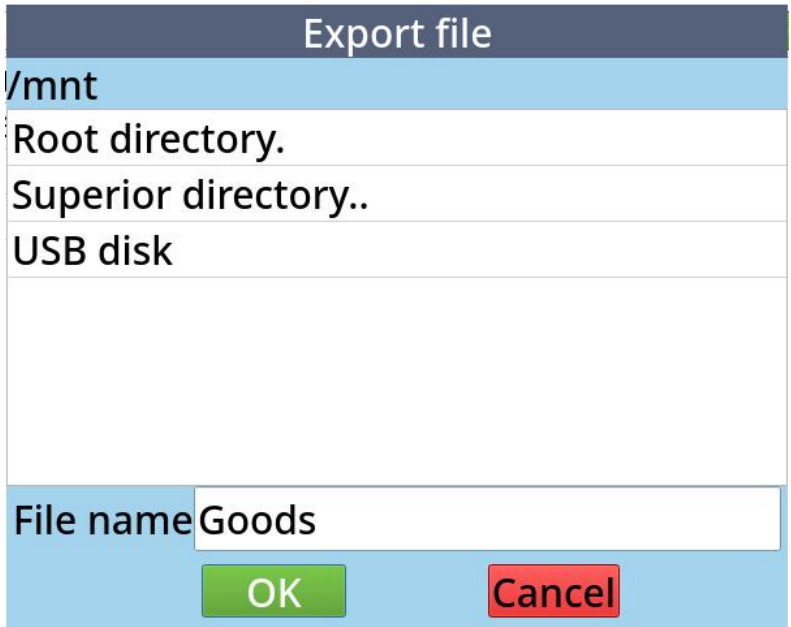 Export file
/mnt
Root directory.
Superior directory..
USB disk
File name Goods
OK Cancel